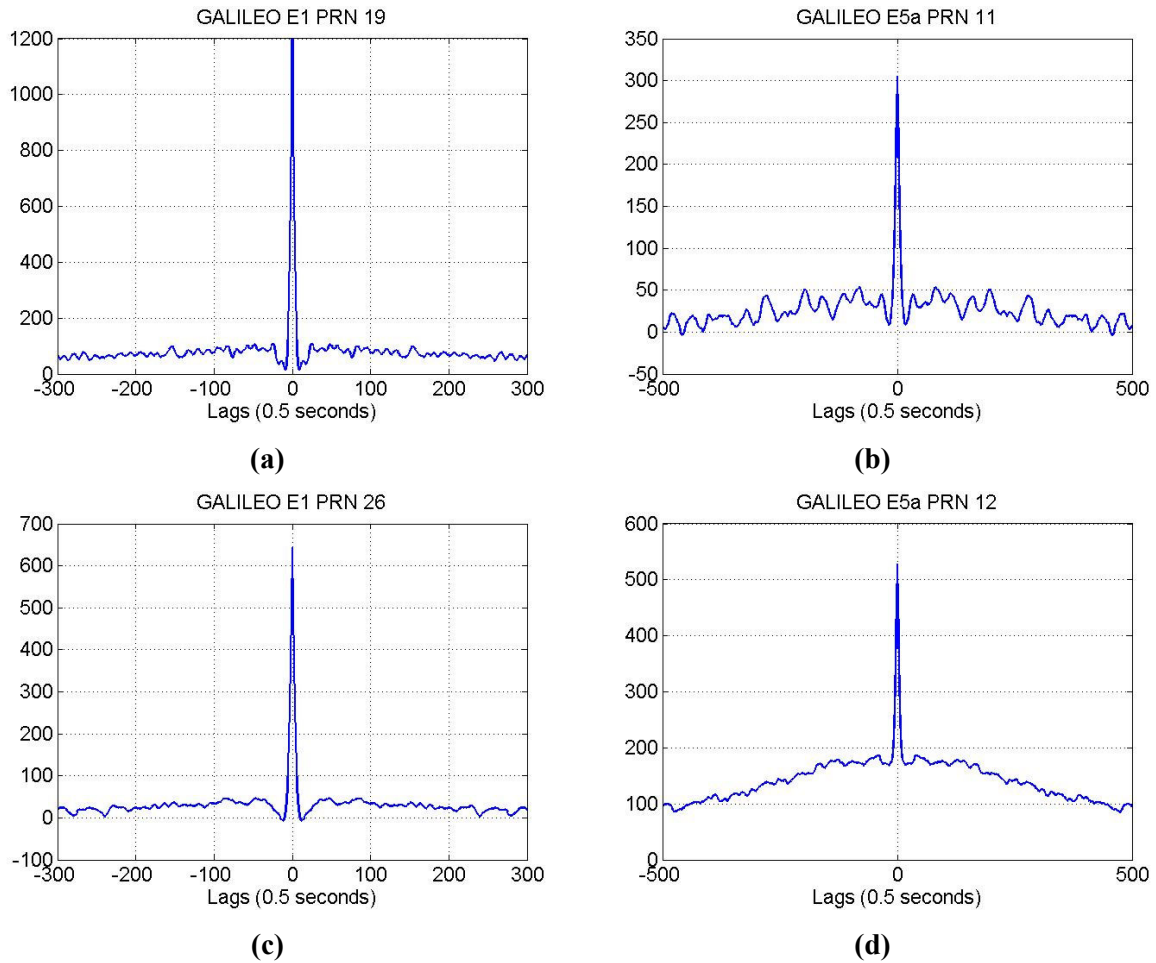 GALILEO E1 PRN 19
1200
1000
800
600
400
200
0
-300 -200 -100 0 100 200 300
Lags (0.5 seconds)
(a)
GALILEO E5a PRN 11
350
300
250
200
150
100
50
0
-50
-500 0 500
Lags (0.5 seconds)
(b)
GALILEO E1 PRN 26
700
600
500
400
300
200
100
0
-100
-300 -200 -100 0 100 200 300
Lags (0.5 seconds)
(c)
GALILEO E5a PRN 12
600
500
400
300
200
100
0
-500 0 500
Lags (0.5 seconds)
(d)